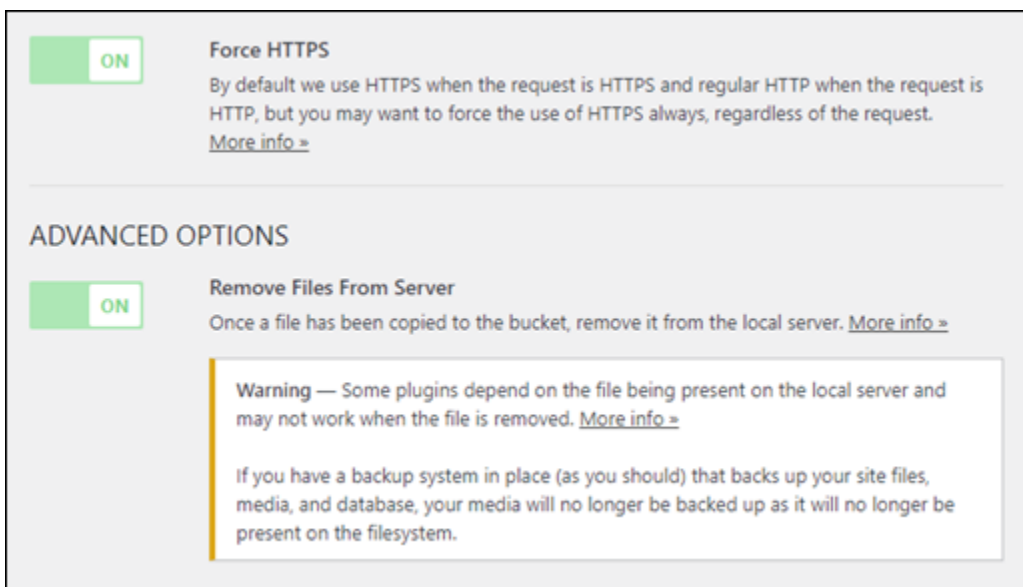 ON
Force HTTPS
By default we use HTTPS when the request is HTTPS and regular HTTP when the request is
HTTP, but you may want to force the use of HTTPS always, regardless of the request.
More info »
ADVANCED OPTIONS
ON
Remove Files From Server
Once a file has been copied to the bucket, remove it from the local server. More info »
Warning — Some plugins depend on the file being present on the local server and
may not work when the file is removed. More info »
If you have a backup system in place (as you should) that backs up your site files,
media, and database, your media will no longer be backed up as it will no longer be
present on the filesystem.